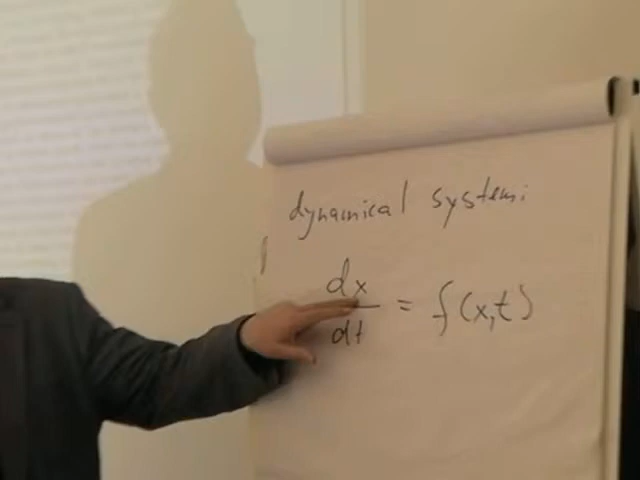 dynamical system:
dx
dt = f(x,t)